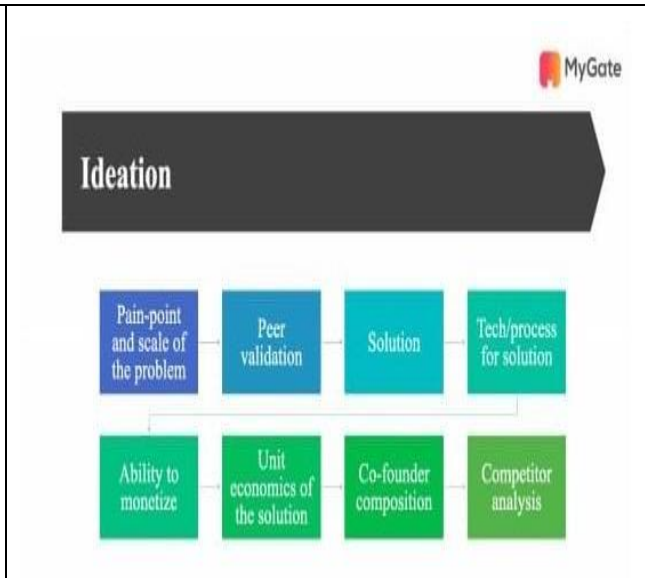 MyGate
Ideation
Pain-point
and scale of
the problem
Peer
validation
Solution
Tech/process
for solution
Ability to
monetize
Unit
economics of
the solution
Co-founder
composition
Competitor
analysis